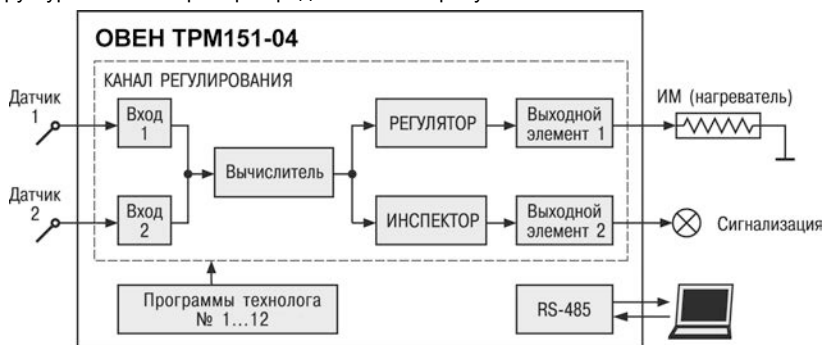 ОВЕН ТРМ151-04
КАНАЛ РЕГУЛИРОВАНИЯ
Датчик
1
Вход
1
Вычислитель
РЕГУЛЯТОР
Выходной
элемент 1
ИМ (нагреватель)
Датчик
2
Вход
2
ИНСПЕКТОР
Выходной
элемент 2
Сигнализация
Программы технолога
№ 1...12
RS-485